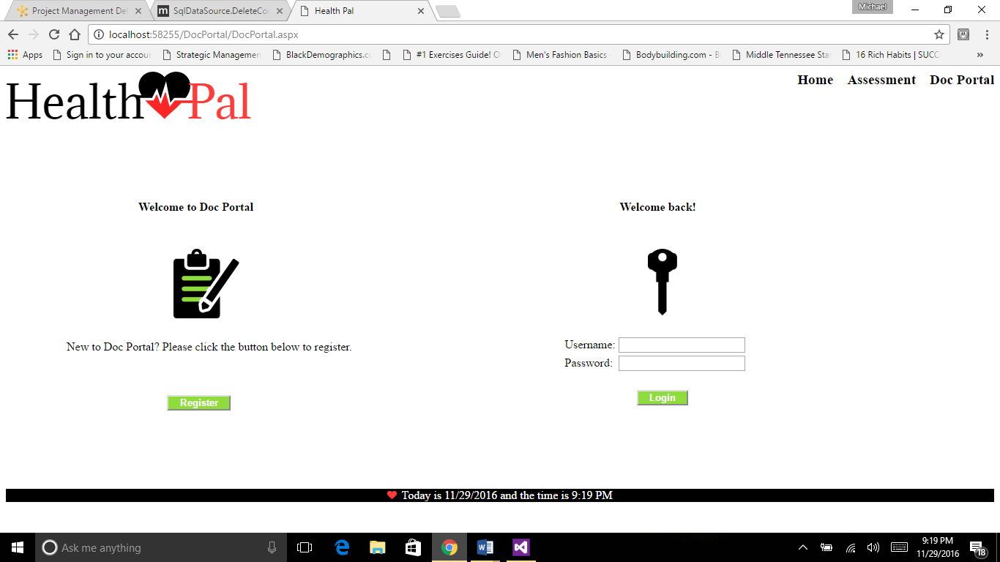 Project Management De
SqlDataSource.DeleteCo
Health Pal
Michael
localhost:58255/DocPortal/DocPortal.aspx
Apps
Sign in to your accour
Strategic Managemen
BlackDemographics.c
#1 Exercises Guide! O
Men's Fashion Basics -
Bodybuilding.com - B
Middle Tennessee Sta
16 Rich Habits | SUCC
»
Health Pal
Home Assessment Doc Portal
Welcome to Doc Portal
Welcome back!
New to Doc Portal? Please click the button below to register.
Register
Username:
Password:
Login
Today is 11/29/2016 and the time is 9:19 PM
Ask me anything
9:19 PM
11/29/2016
18